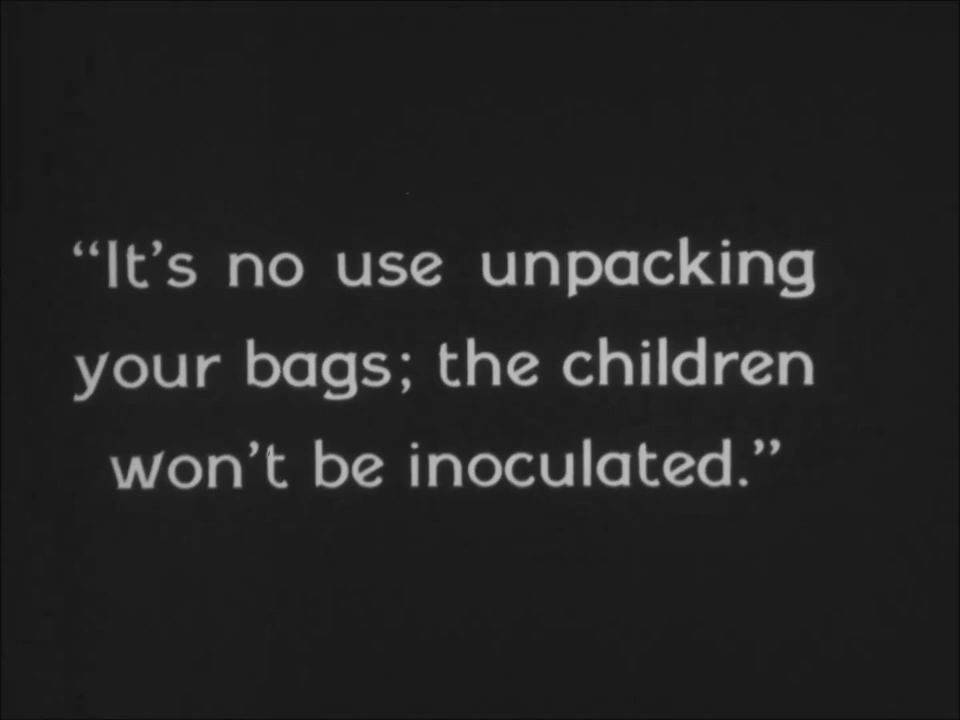 “It’s no use unpacking
your bags; the children
won’t be inoculated.”